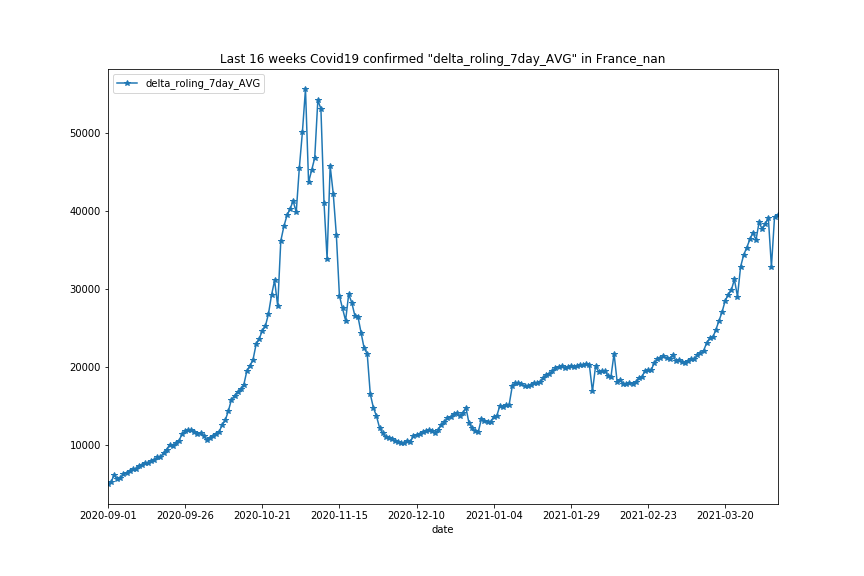 Last 16 weeks Covid19 confirmed "delta_roling_7day_AVG" in France_nan
delta_roling_7day_AVG
50000
40000
30000
20000
10000
2020-09-01 2020-09-26 2020-10-21 2020-11-15 2020-12-10 2021-01-04 2021-01-29 2021-02-23 2021-03-20
date